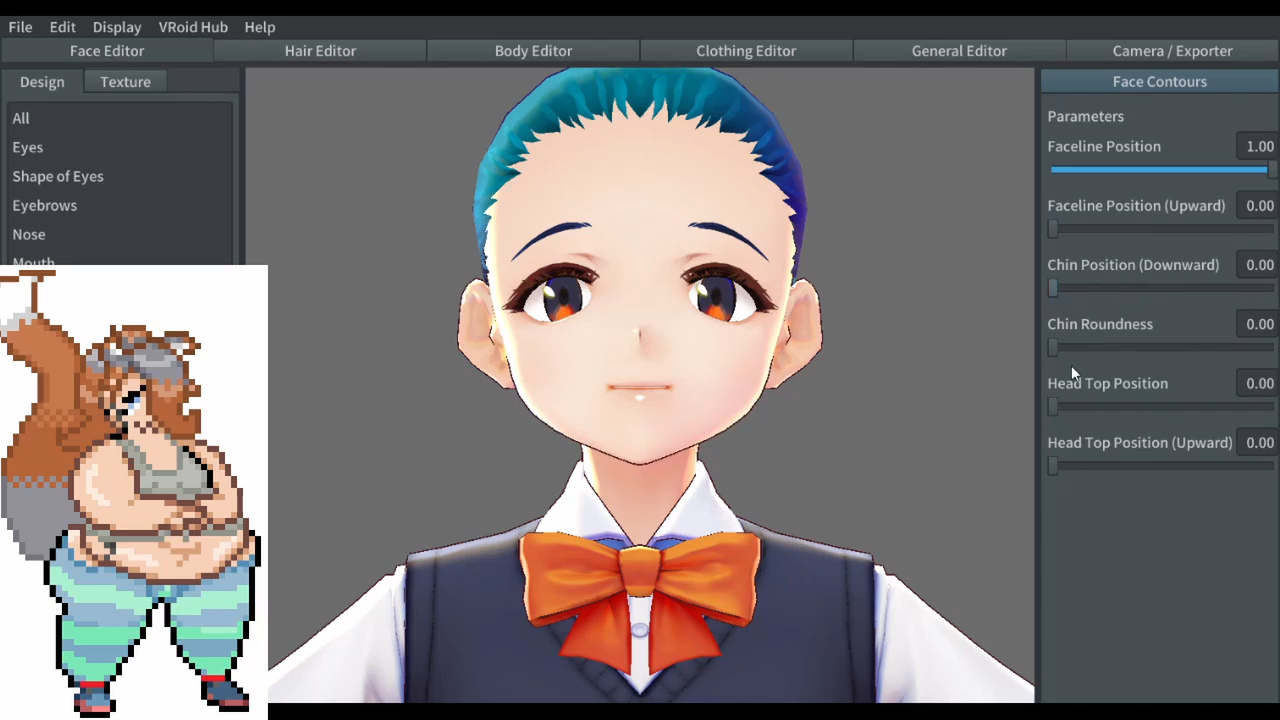 File Edit Display VRoid Hub Help
Face Editor Hair Editor Body Editor Clothing Editor General Editor Camera / Exporter
Design Texture
All
Eyes
Shape of Eyes
Eyebrows
Nose
Mouth
Face Contours
Parameters
Faceline Position 1.00
Faceline Position (Upward) 0.00
Chin Position (Downward) 0.00
Chin Roundness 0.00
Head Top Position 0.00
Head Top Position (Upward) 0.00